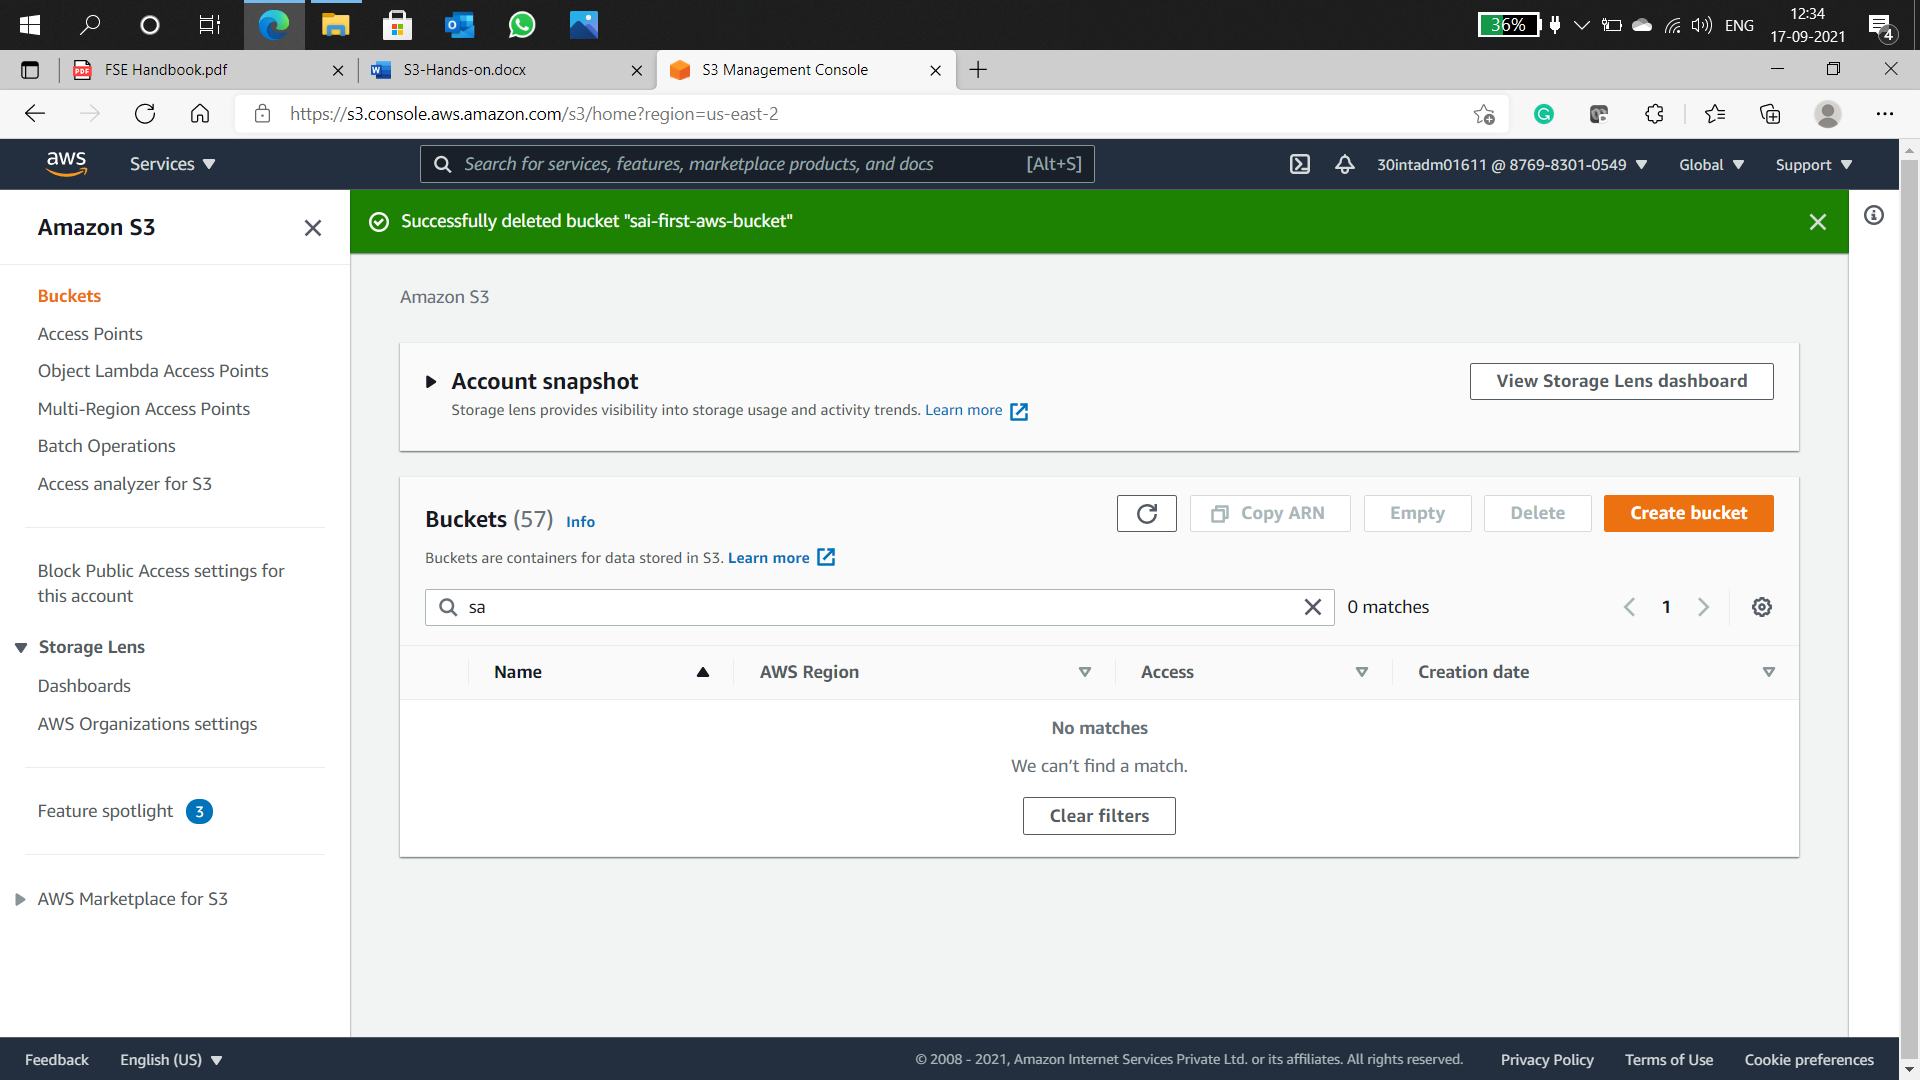 36%
ENG
12:34
17-09-2021
4
FSE Handbook.pdf
S3-Hands-on.docx
S3 Management Console
https://s3.console.aws.amazon.com/s3/home?region=us-east-2
aws
Services
Search for services, features, marketplace products, and docs
[Alt+S]
30intadm01611 @ 8769-8301-0549
Global
Support
Amazon S3
Buckets
Access Points
Object Lambda Access Points
Multi-Region Access Points
Batch Operations
Access analyzer for S3
Block Public Access settings for
this account
Storage Lens
Dashboards
AWS Organizations settings
Feature spotlight 3
AWS Marketplace for S3
Successfully deleted bucket "sai-first-aws-bucket"
Amazon S3
Account snapshot
Storage lens provides visibility into storage usage and activity trends. Learn more
View Storage Lens dashboard
Buckets (57) Info
Copy ARN
Empty
Delete
Create bucket
Buckets are containers for data stored in S3. Learn more
sa
0 matches
1
Name
AWS Region
Access
Creation date
No matches
We can’t find a match.
Clear filters
Feedback
English (US)
© 2008 - 2021, Amazon Internet Services Private Ltd. or its affiliates. All rights reserved.
Privacy Policy
Terms of Use
Cookie preferences